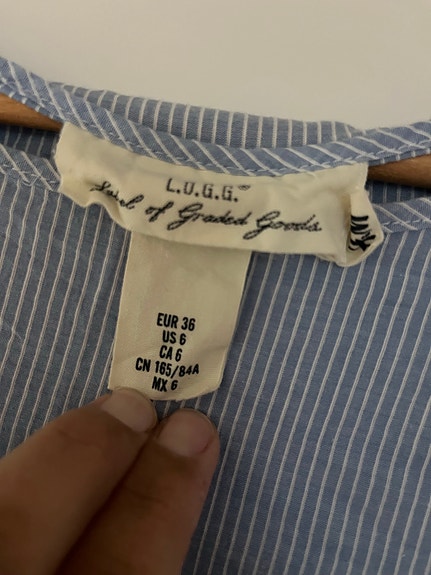 L.O.G.G.®
Label of Graded Goods
H&M
EUR 36
US 6
CA 6
CN 165/84A
MX 6